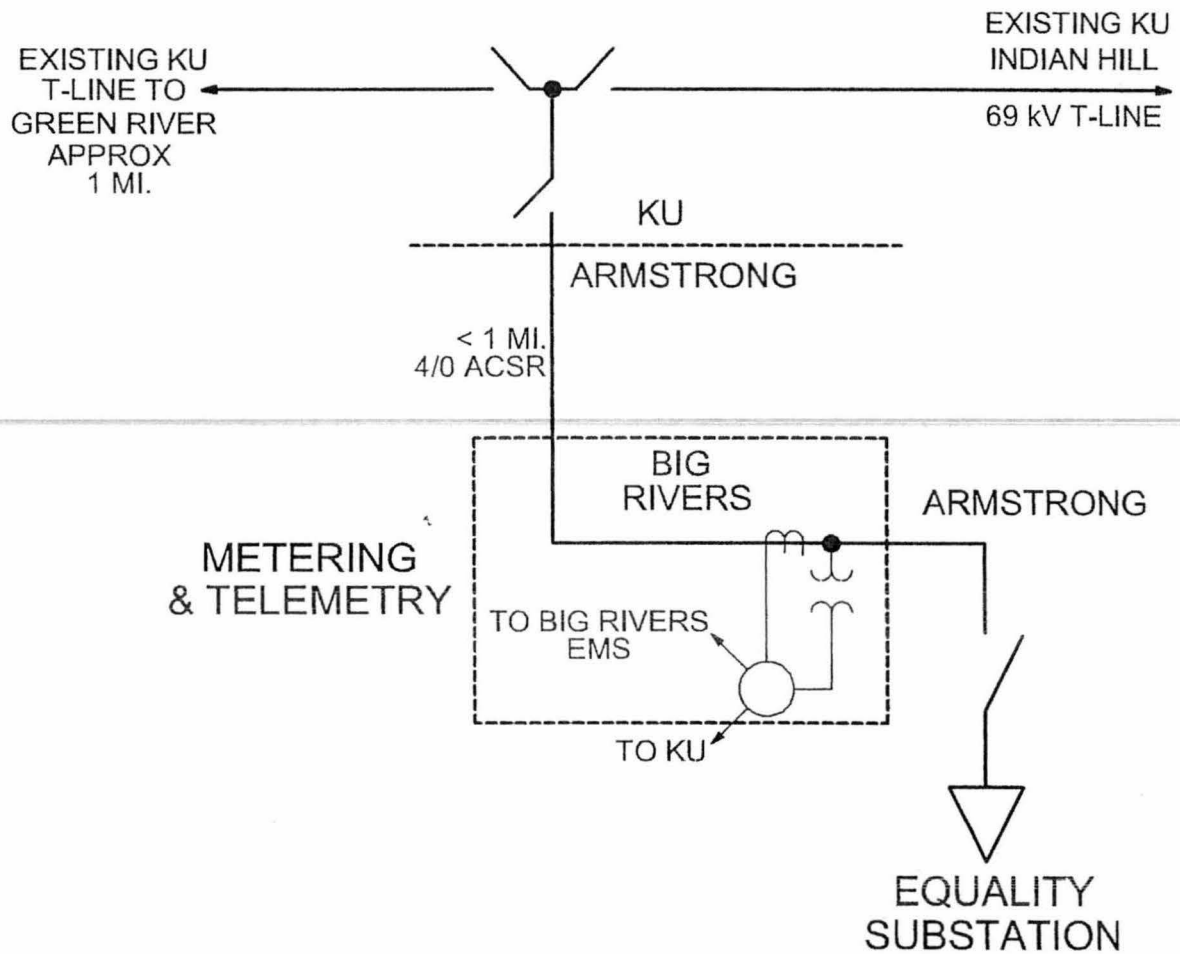 EXISTING KU
T-LINE TO
GREEN RIVER
APPROX
1 MI.
EXISTING KU
INDIAN HILL
69 kV T-LINE
KU
ARMSTRONG
< 1 MI.
4/0 ACSR
BIG
RIVERS
ARMSTRONG
METERING
& TELEMETRY
TO BIG RIVERS
EMS
TO KU
EQUALITY
SUBSTATION